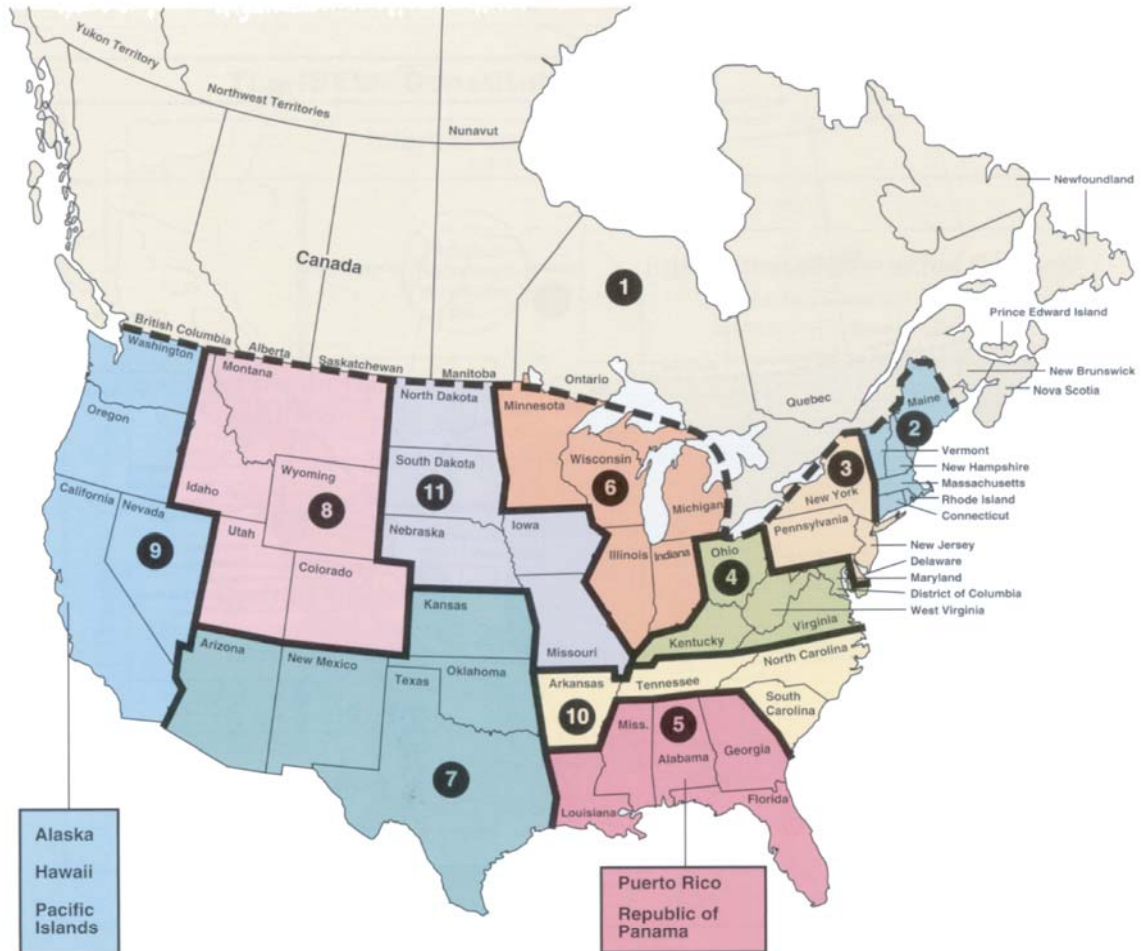 Yukon Territory
Northwest Territories
Nunavut
Newfoundland
Canada
1
Prince Edward Island
British Columbia
Alberta
Saskatchewan
Manitoba
Ontario
Quebec
New Brunswick
Nova Scotia
Washington
Montana
North Dakota
Minnesota
Maine
2
Oregon
Wisconsin
3
Vermont
South Dakota
Wyoming
New Hampshire
Massachusetts
Idaho
8
11
6
Michigan
New York
Rhode Island
Connecticut
California
Nevada
Utah
Nebraska
Iowa
Pennsylvania
New Jersey
9
Illinois
Indiana
Ohio
4
Delaware
Maryland
Colorado
District of Columbia
West Virginia
Kansas
Virginia
Kentucky
Arizona
New Mexico
Missouri
North Carolina
Texas
Oklahoma
Arkansas
Tennessee
South
Carolina
10
Miss.
5
Georgia
Alabama
7
Louisiana
Florida
Alaska
Hawaii
Pacific
Islands
Puerto Rico
Republic of
Panama